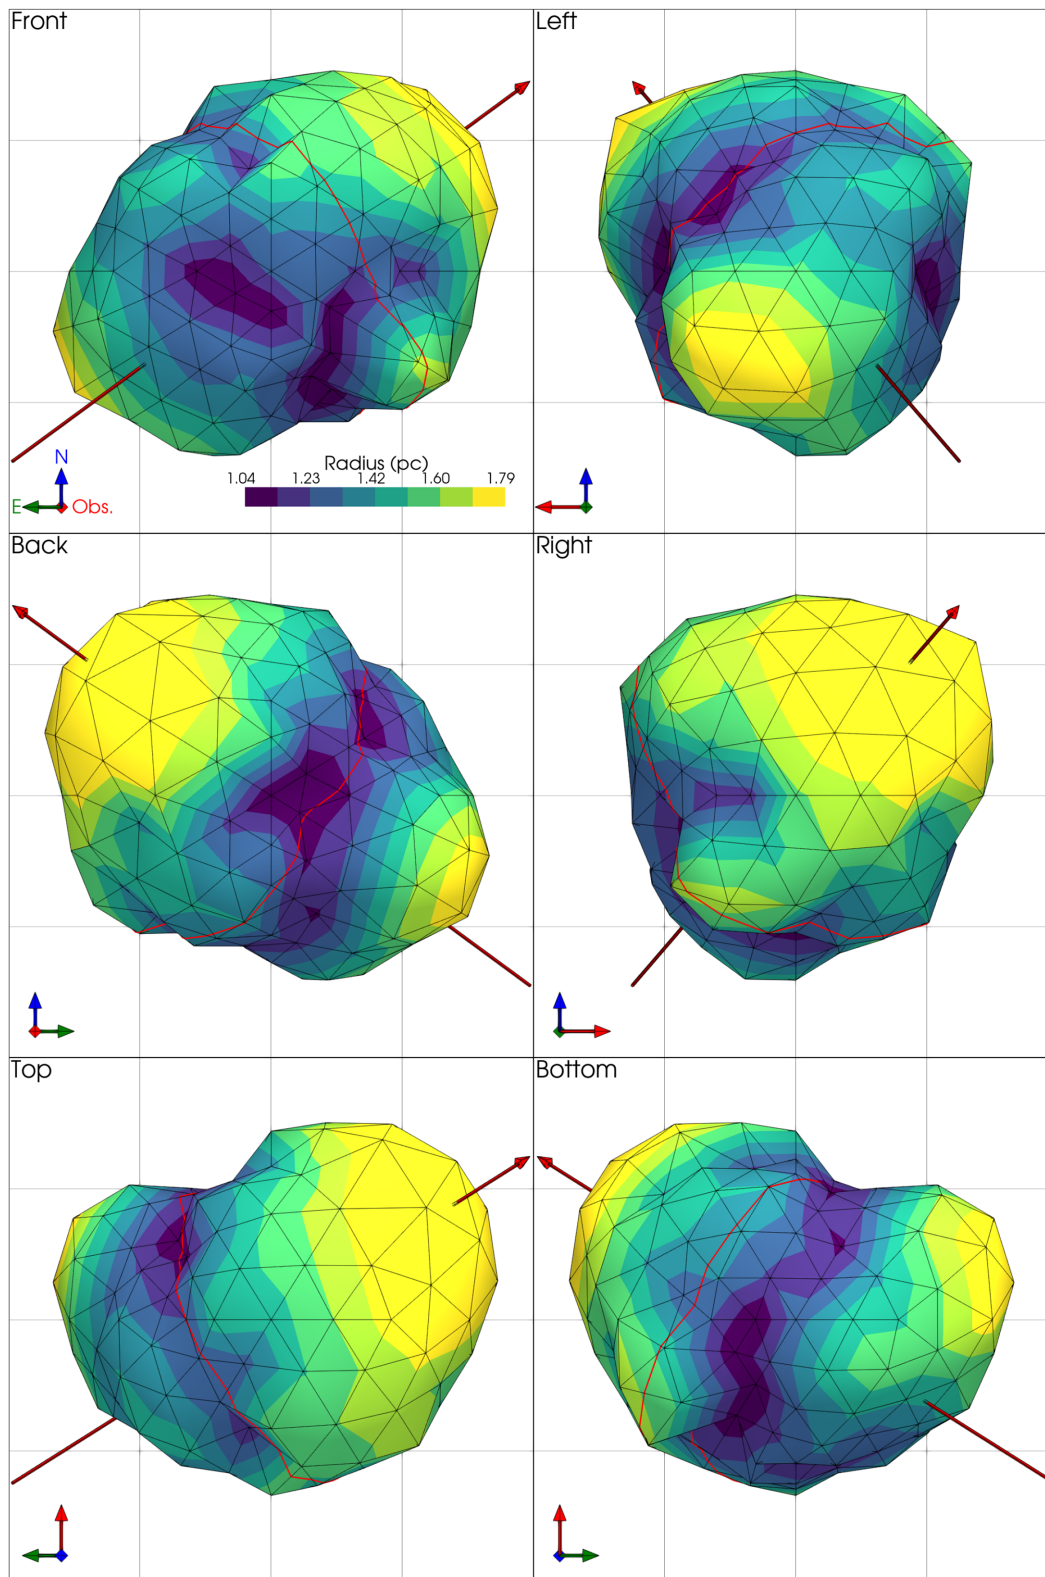 Front
Left
Radius (pc)
1.04 1.23 1.42 1.60 1.79
N
E Obs.
Back
Right
Top
Bottom